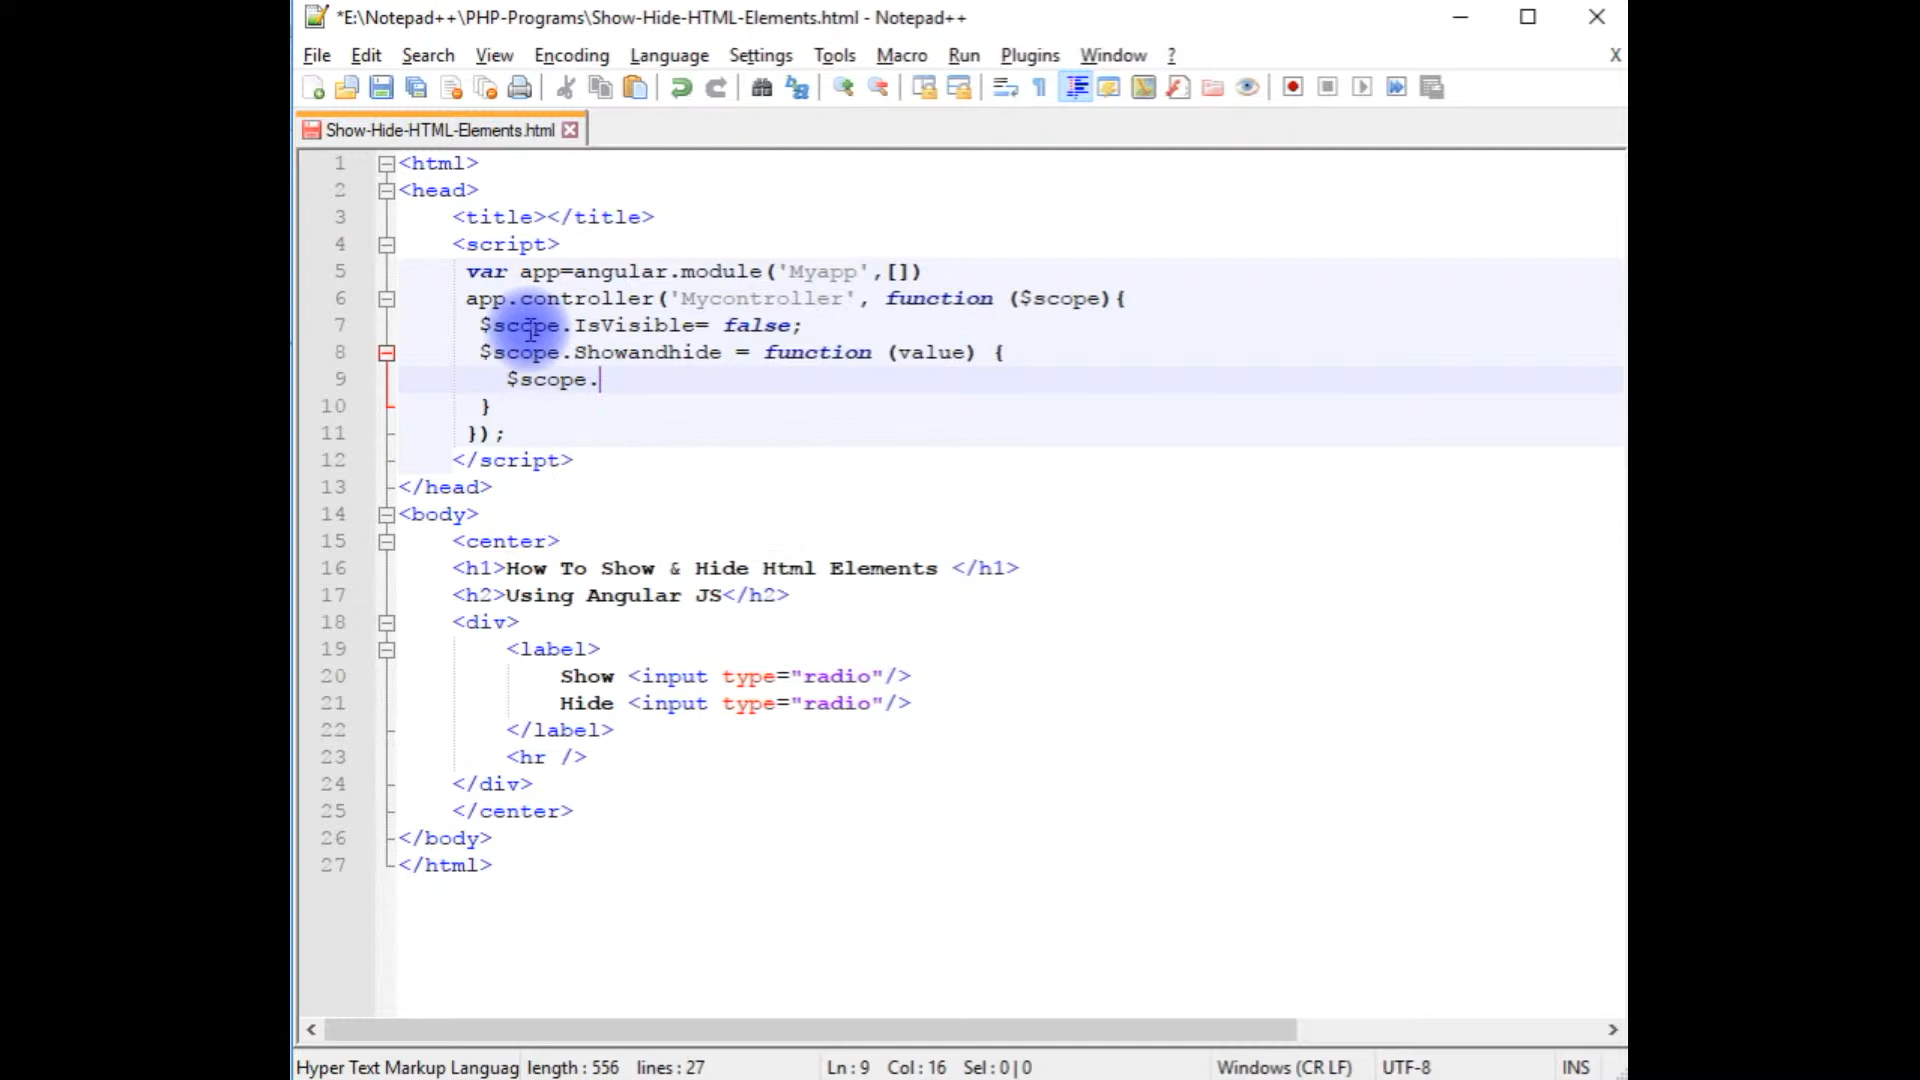 *E:\Notepad++\PHP-Programs\Show-Hide-HTML-Elements.html - Notepad++
File Edit Search View Encoding Language Settings Tools Macro Run Plugins Window ? X
Show-Hide-HTML-Elements.html
1 <html>
2 <head>
3 <title></title>
4 <script>
5 var app=angular.module('Myapp',[])
6 app.controller('Mycontroller', function ($scope){
7 $scope.IsVisible= false;
8 $scope.Showandhide = function (value) {
9 $scope.
10 }
11 });
12 </script>
13 </head>
14 <body>
15 <center>
16 <h1>How To Show & Hide Html Elements </h1>
17 <h2>Using Angular JS</h2>
18 <div>
19 <label>
20 Show <input type="radio"/>
21 Hide <input type="radio"/>
22 </label>
23 <hr />
24 </div>
25 </center>
26 </body>
27 </html>
Hyper Text Markup Languag length : 556 lines : 27 Ln : 9 Col : 16 Sel : 0 | 0 Windows (CR LF) UTF-8 INS